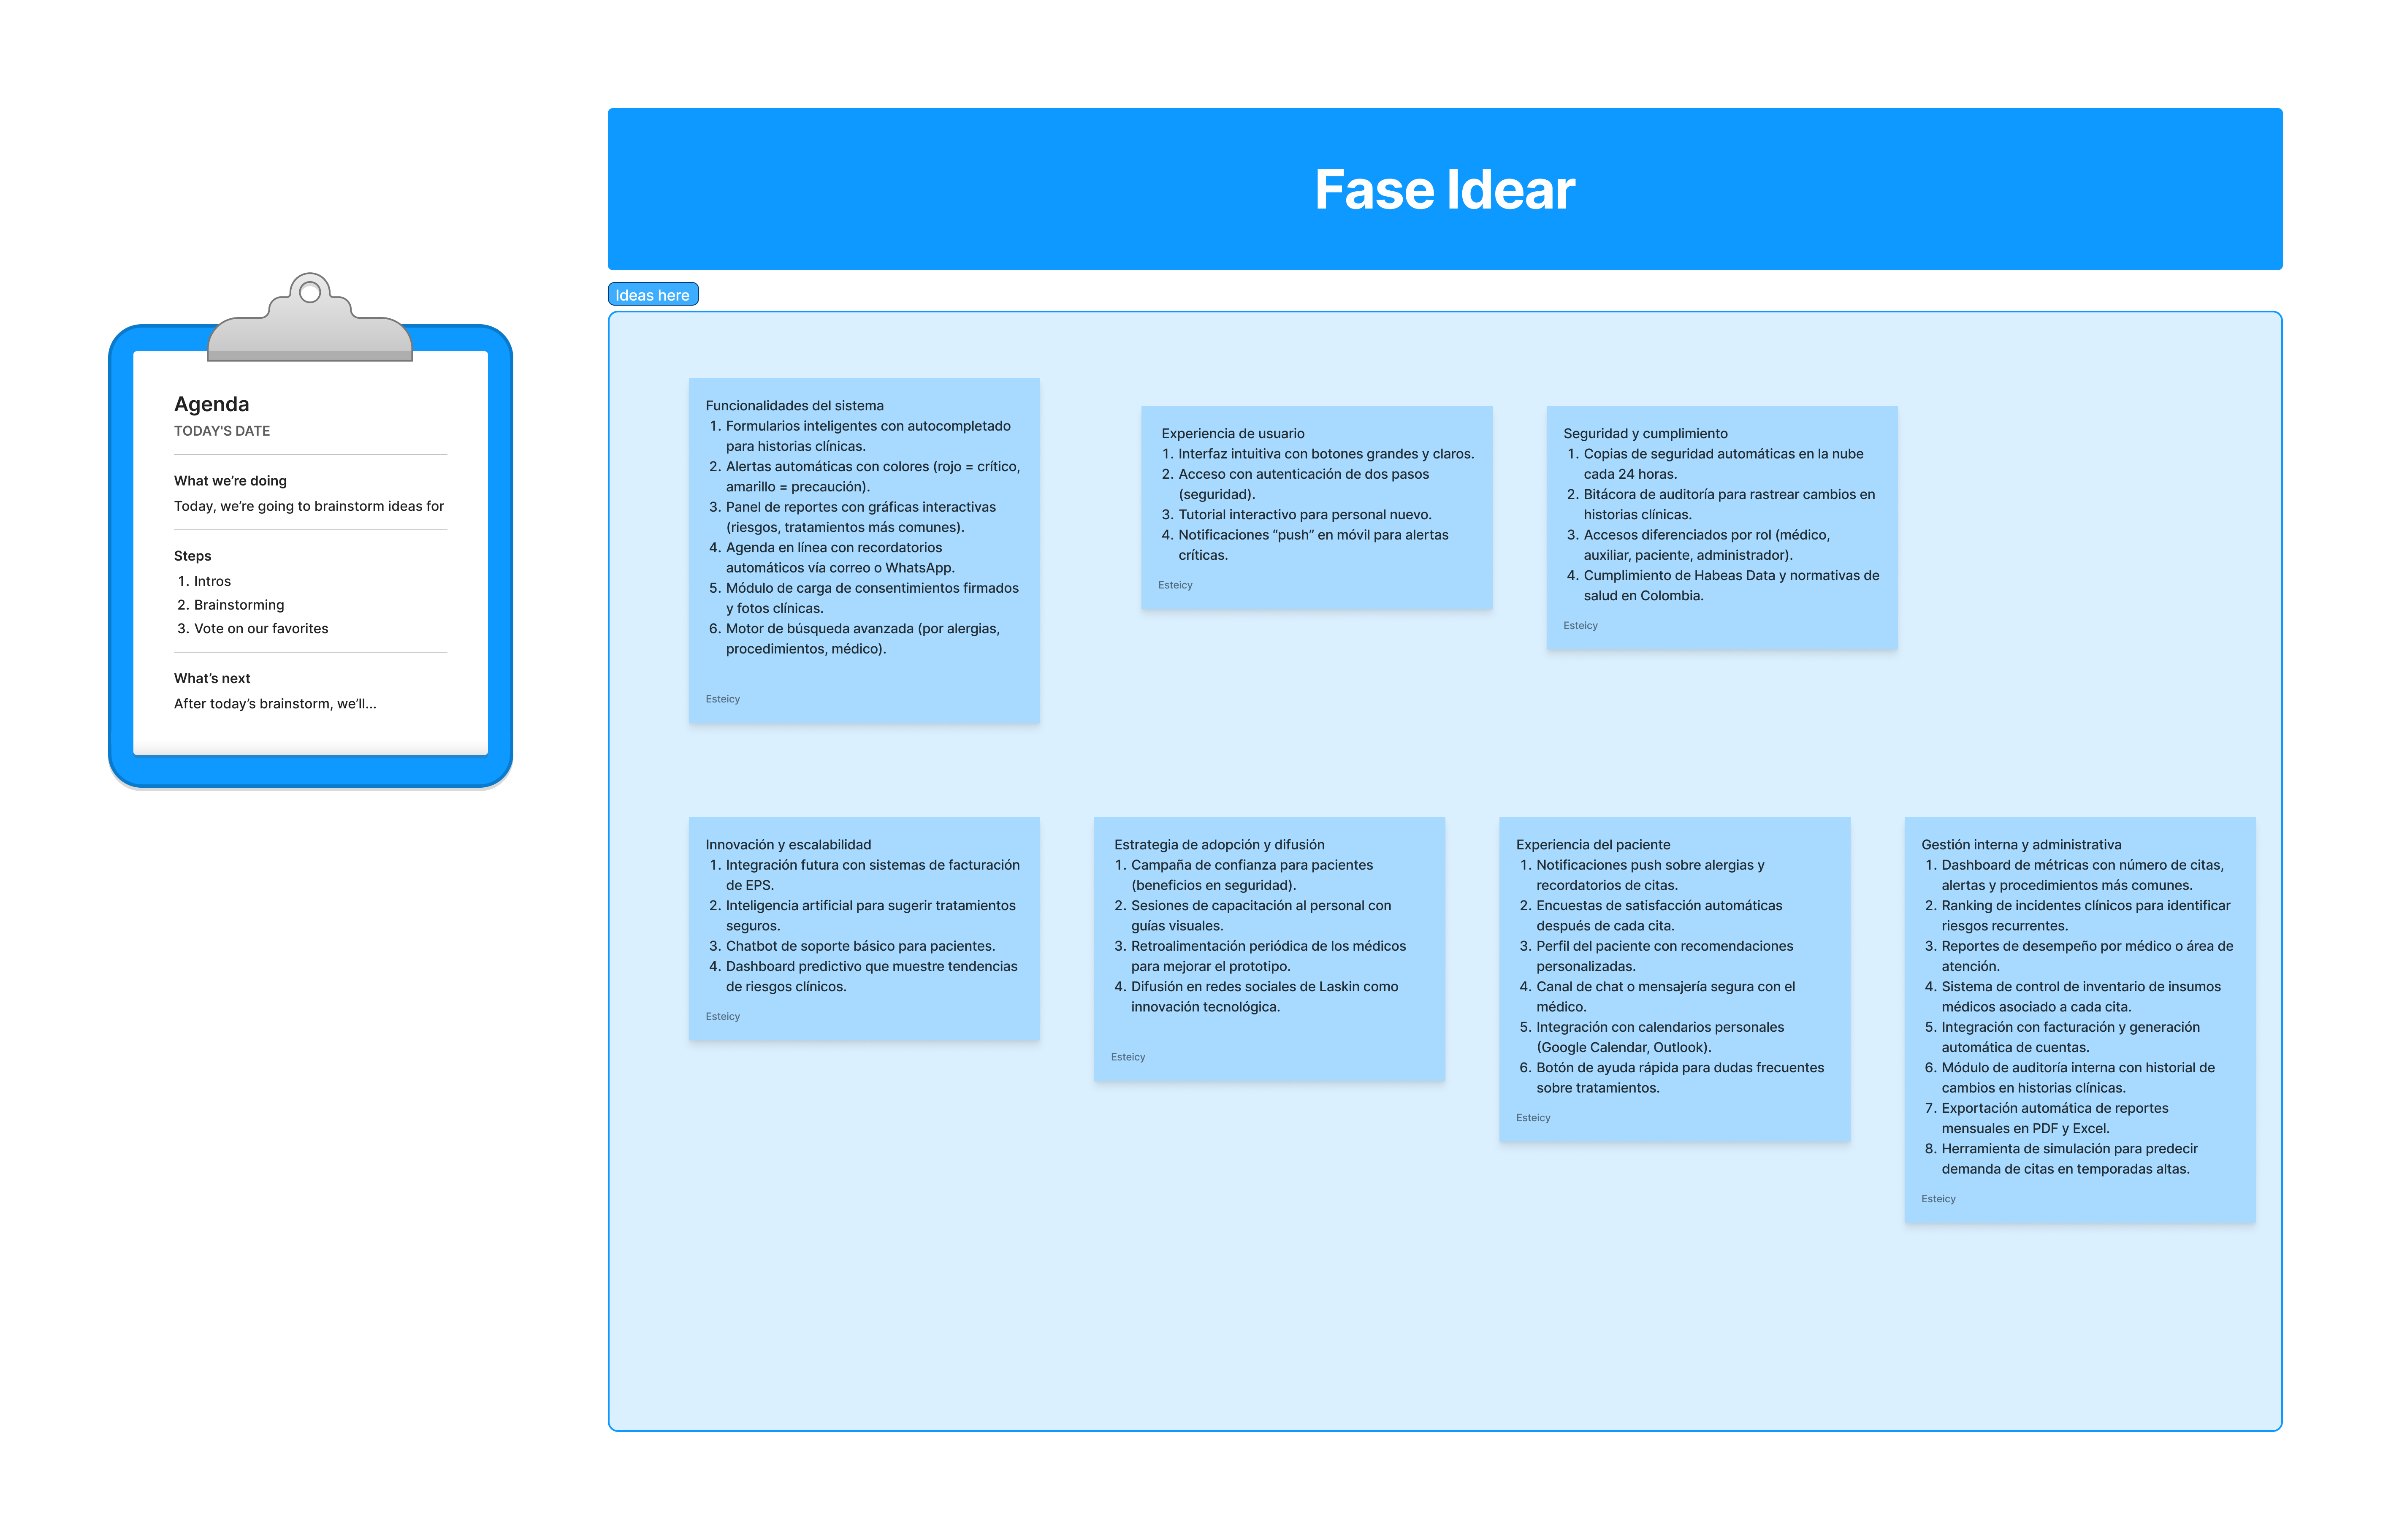 Fase Idear
Ideas here
Agenda
TODAY'S DATE
What we're doing
Today, we're going to brainstorm ideas for
Steps
1. Intros
2. Brainstorming
3. Vote on our favorites
What's next
After today's brainstorm, we'll...
Funcionalidades del sistema
1. Formularios inteligentes con autocompletado
para historias clínicas.
2. Alertas automáticas con colores (rojo = crítico,
amarillo = precaución).
3. Panel de reportes con gráficas interactivas
(riesgos, tratamientos más comunes).
4. Agenda en línea con recordatorios
automáticos vía correo o WhatsApp.
5. Módulo de carga de consentimientos firmados
y fotos clínicas.
6. Motor de búsqueda avanzada (por alergias,
procedimientos, médico).
Esteicy
Experiencia de usuario
1. Interfaz intuitiva con botones grandes y claros.
2. Acceso con autenticación de dos pasos
(seguridad).
3. Tutorial interactivo para personal nuevo.
4. Notificaciones “push” en móvil para alertas
críticas.
Esteicy
Seguridad y cumplimiento
1. Copias de seguridad automáticas en la nube
cada 24 horas.
2. Bitácora de auditoría para rastrear cambios en
historias clínicas.
3. Accesos diferenciados por rol (médico,
auxiliar, paciente, administrador).
4. Cumplimiento de Habeas Data y normativas de
salud en Colombia.
Esteicy
Innovación y escalabilidad
1. Integración futura con sistemas de facturación
de EPS.
2. Inteligencia artificial para sugerir tratamientos
seguros.
3. Chatbot de soporte básico para pacientes.
4. Dashboard predictivo que muestre tendencias
de riesgos clínicos.
Esteicy
Estrategia de adopción y difusión
1. Campaña de confianza para pacientes
(beneficios en seguridad).
2. Sesiones de capacitación al personal con
guías visuales.
3. Retroalimentación periódica de los médicos
para mejorar el prototipo.
4. Difusión en redes sociales de Laskin como
innovación tecnológica.
Esteicy
Experiencia del paciente
1. Notificaciones push sobre alergias y
recordatorios de citas.
2. Encuestas de satisfacción automáticas
después de cada cita.
3. Perfil del paciente con recomendaciones
personalizadas.
4. Canal de chat o mensajería segura con el
médico.
5. Integración con calendarios personales
(Google Calendar, Outlook).
6. Botón de ayuda rápida para dudas frecuentes
sobre tratamientos.
Esteicy
Gestión interna y administrativa
1. Dashboard de métricas con número de citas,
alertas y procedimientos más comunes.
2. Ranking de incidentes clínicos para identificar
riesgos recurrentes.
3. Reportes de desempeño por médico o área de
atención.
4. Sistema de control de inventario de insumos
médicos asociado a cada cita.
5. Integración con facturación y generación
automática de cuentas.
6. Módulo de auditoría interna con historial de
cambios en historias clínicas.
7. Exportación automática de reportes
mensuales en PDF y Excel.
8. Herramienta de simulación para predecir
demanda de citas en temporadas altas.
Esteicy